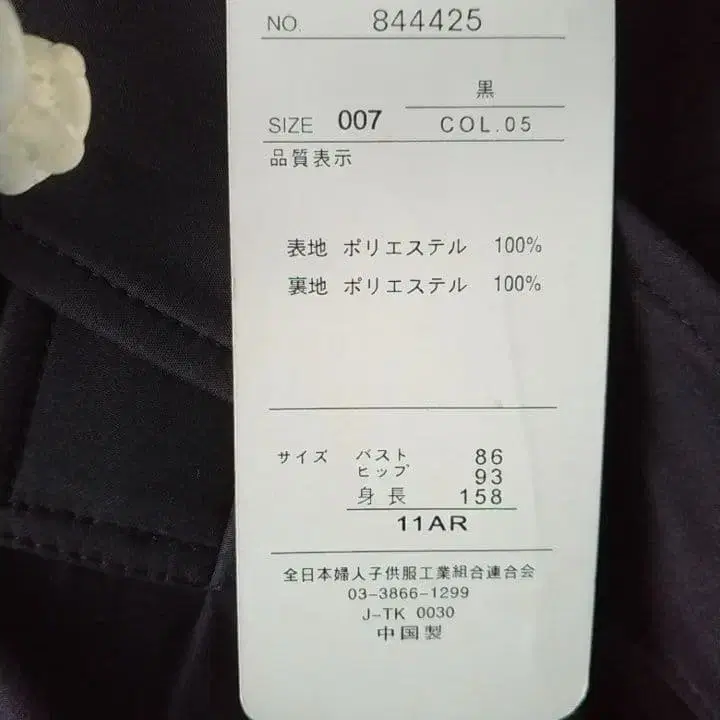 NO. 844425
黒
SIZE 007 COL.05
品質表示
表地 ポリエステル 100%
裏地 ポリエステル 100%
サイズ バスト 86
ヒップ 93
身長 158
11AR
全日本婦人子供服工業組合連合会
03-3866-1299
J-TK 0030
中国製